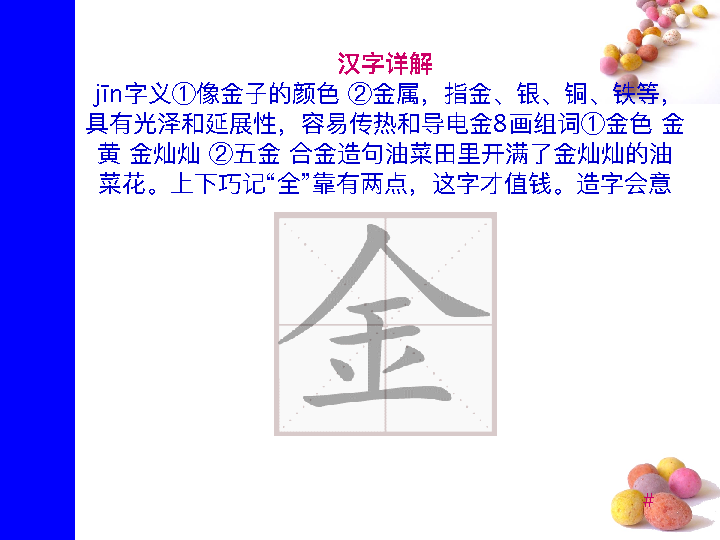 汉字详解
jīn字义①像金子的颜色 ②金属，指金、银、铜、铁等，
具有光泽和延展性，容易传热和导电金8画组词①金色 金
黄 金灿灿 ②五金 合金造句油菜田里开满了金灿灿的油
菜花。上下巧记“全”靠有两点，这字才值钱。造字会意
金
#